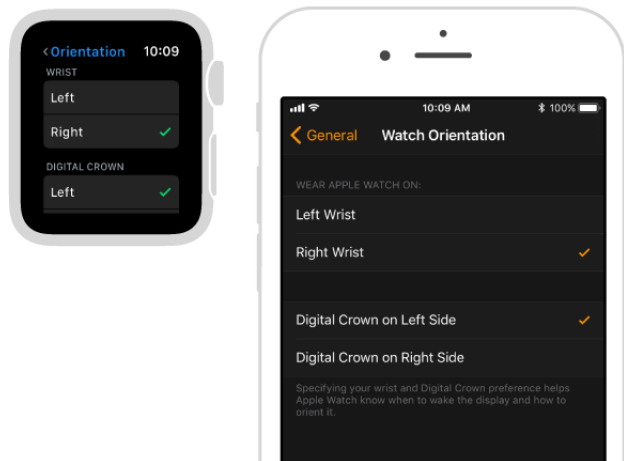 Orientation 10:09
WRIST
Left
Right
DIGITAL CROWN
Left
10:09 AM 100%
General Watch Orientation
WEAR APPLE WATCH ON:
Left Wrist
Right Wrist
Digital Crown on Left Side
Digital Crown on Right Side
Specifying your wrist and Digital Crown preference helps
Apple Watch know when to wake the display and how to
orient it.